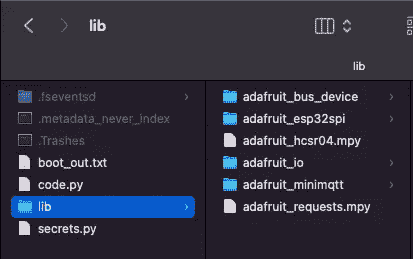 lib
lib
.fseventsd
.metadata_never_index
.Trashes
boot_out.txt
code.py
lib
secrets.py
adafruit_bus_device
adafruit_esp32spi
adafruit_hcsr04.mpy
adafruit_io
adafruit_minimqtt
adafruit_requests.mpy